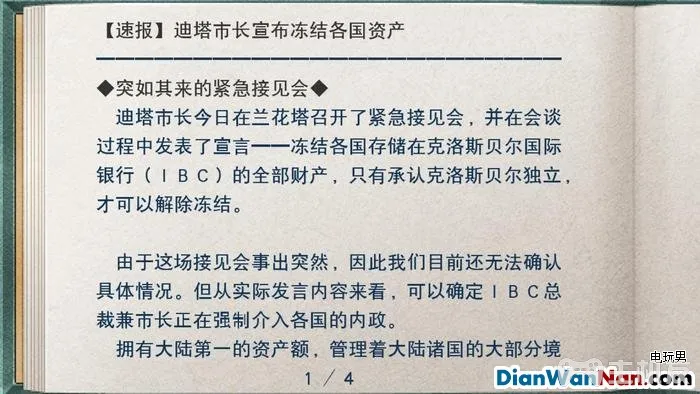 【速报】迪塔市长宣布冻结各国资产
◆突如其来的紧急接见会◆
迪塔市长今日在兰花塔召开了紧急接见会，并在会谈
过程中发表了宣言——冻结各国存储在克洛斯贝尔国际
银行（ＩＢＣ）的全部财产，只有承认克洛斯贝尔独立，
才可以解除冻结。
由于这场接见会事出突然，因此我们目前还无法确认
具体情况。但从实际发言内容来看，可以确定ＩＢＣ总
裁兼市长正在强制介入各国的内政。
拥有大陆第一的资产额，管理着大陆诸国的大部分境
1 / 4
电玩男
DianWanNan.com